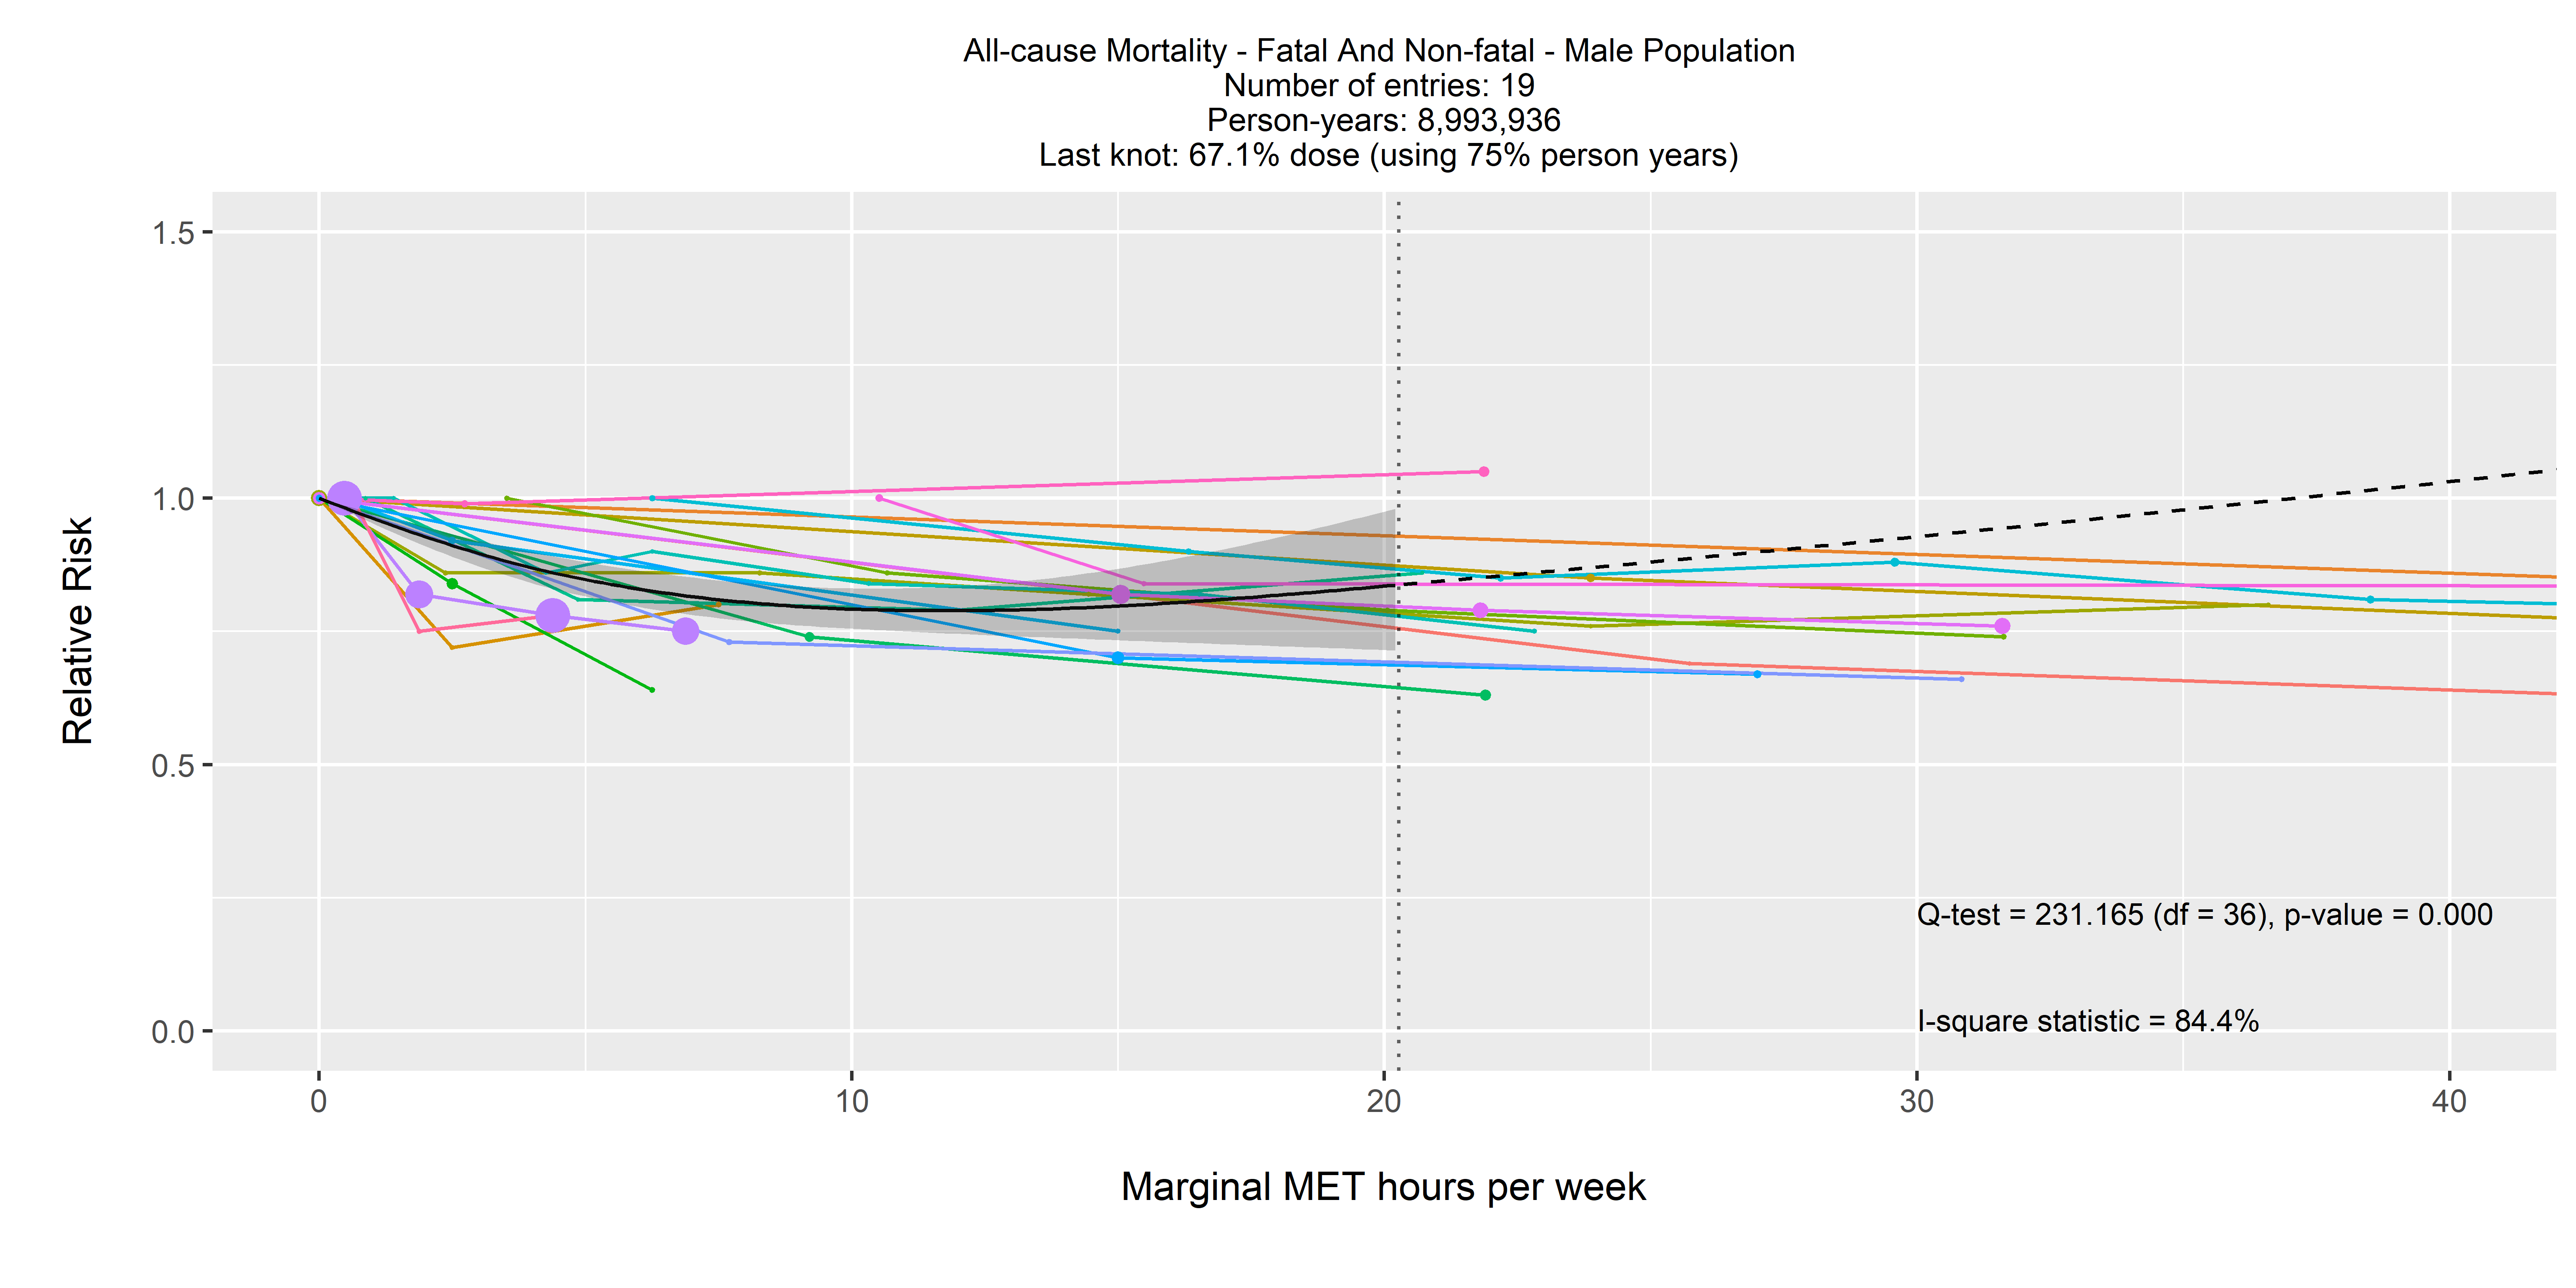 All-cause Mortality - Fatal And Non-fatal - Male Population
Number of entries: 19
Person-years: 8,993,936
Last knot: 67.1% dose (using 75% person years)
1.5
1.0
0.5
0.0
Relative Risk
Q-test = 231.165 (df = 36), p-value = 0.000
I-square statistic = 84.4%
0 10 20 30 40
Marginal MET hours per week